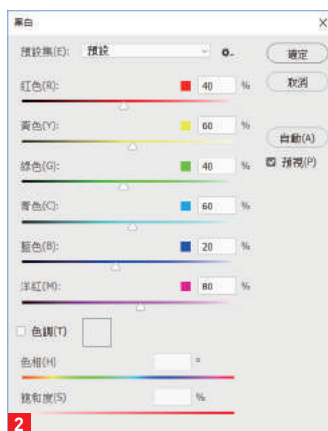 黑白
預設集(E): 預設
確定
紅色(R): 40 %
取消
黃色(Y): 60 %
自動(A)
綠色(G): 40 %
預視(P)
青色(C): 60 %
藍色(B): 20 %
洋紅(M): 80 %
色調(T)
色相(H) °
飽和度(S) %
2